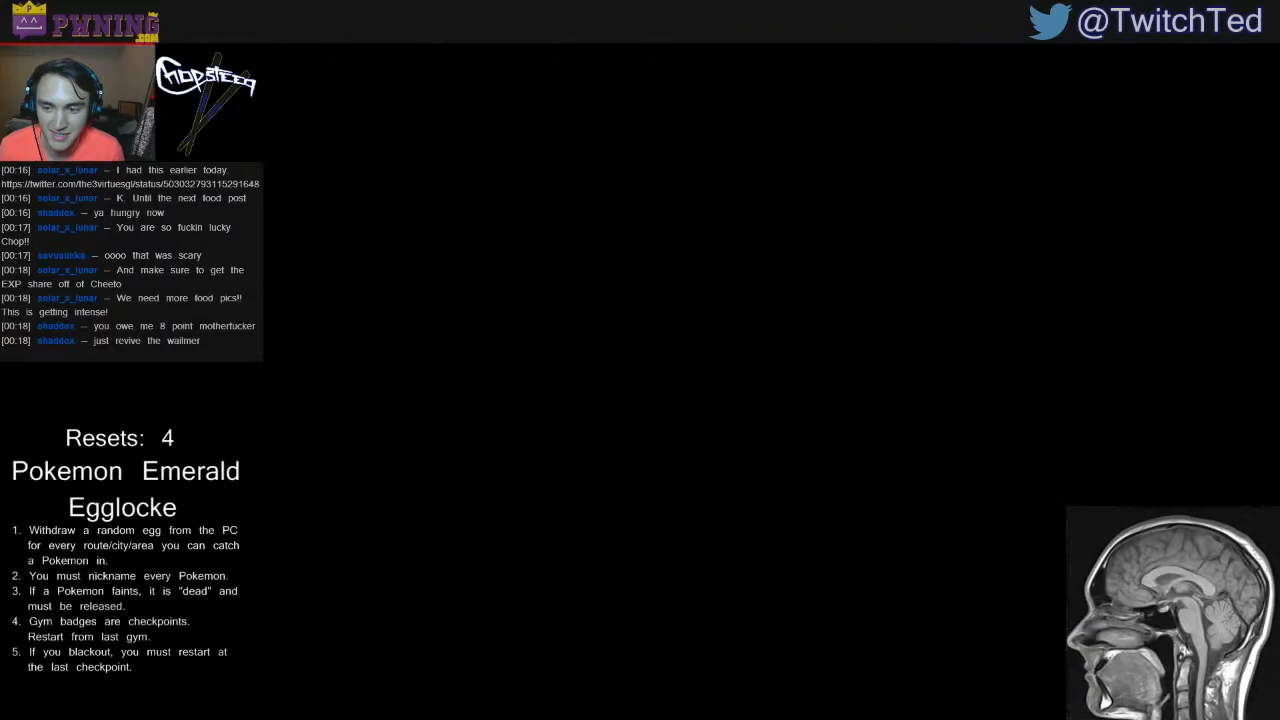 PWNING
.COM
@TwitchTed
Chopsteeq
[00:16] solar_x_lunar – I had this earlier today.
https://twitter.com/the3virtuesgl/status/503032793115291648
[00:16] solar_x_lunar – K. Until the next food post
[00:16] shaddox – ya hungry now
[00:17] solar_x_lunar – You are so fuckin lucky
Chop!!
[00:17] savusukka – oooo that was scary
[00:18] solar_x_lunar – And make sure to get the
EXP share off of Cheeto
[00:18] solar_x_lunar – We need more food pics!!
This is getting intense!
[00:18] shaddox – you owe me 8 point motherfucker
[00:18] shaddox – just revive the wailmer
Resets: 4
Pokemon Emerald
Egglocke
1. Withdraw a random egg from the PC
for every route/city/area you can catch
a Pokemon in.
2. You must nickname every Pokemon.
3. If a Pokemon faints, it is "dead" and
must be released.
4. Gym badges are checkpoints.
Restart from last gym.
5. If you blackout, you must restart at
the last checkpoint.